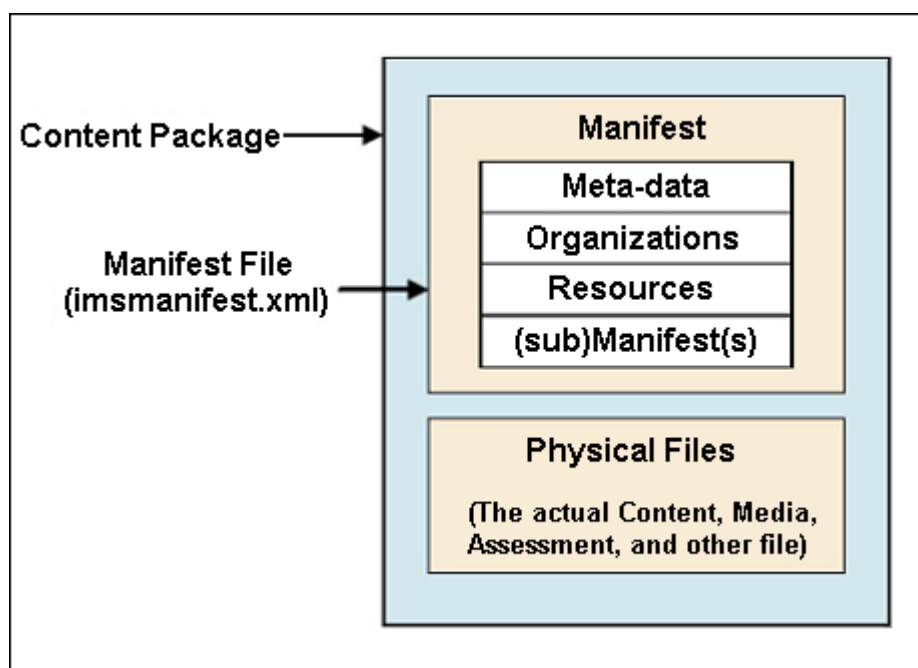 Content Package
Manifest File
(imsmanifest.xml)
Manifest
Meta-data
Organizations
Resources
(sub)Manifest(s)
Physical Files
(The actual Content, Media,
Assessment, and other file)